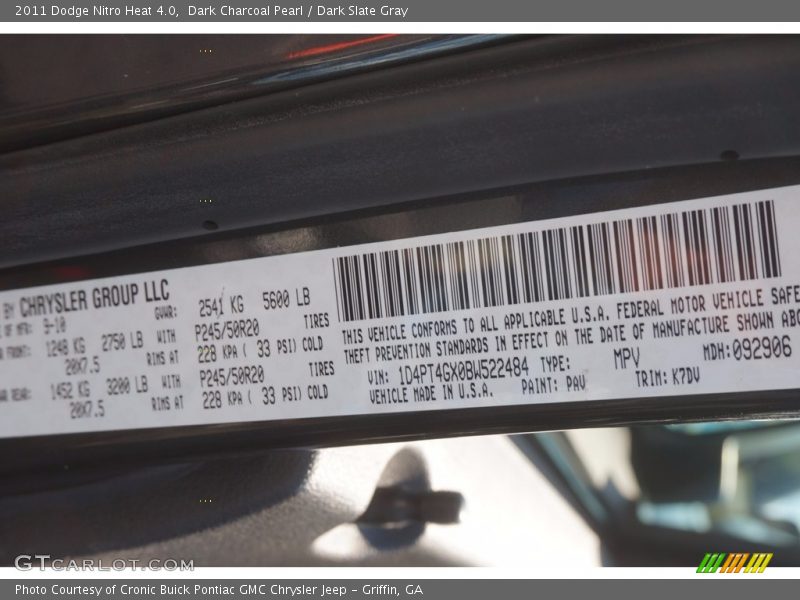 2011 Dodge Nitro Heat 4.0, Dark Charcoal Pearl / Dark Slate Gray
BY CHRYSLER GROUP LLC
OF MFR: 9-10 GVWR: 2541 KG 5600 LB
FRONT: 1248 KG 2750 LB WITH P245/50R20 TIRES
20X7.5 RIMS AT 228 KPA ( 33 PSI) COLD
REAR: 1452 KG 3200 LB WITH P245/50R20 TIRES
20X7.5 RIMS AT 228 KPA ( 33 PSI) COLD
THIS VEHICLE CONFORMS TO ALL APPLICABLE U.S.A. FEDERAL MOTOR VEHICLE SAFE
THEFT PREVENTION STANDARDS IN EFFECT ON THE DATE OF MANUFACTURE SHOWN ABO
VIN: 1D4PT4GX0BW522484 TYPE: MPV MDH:092906
VEHICLE MADE IN U.S.A. PAINT: PAV TRIM: K7DV
GTCARLOT.COM
Photo Courtesy of Cronic Buick Pontiac GMC Chrysler Jeep – Griffin, GA